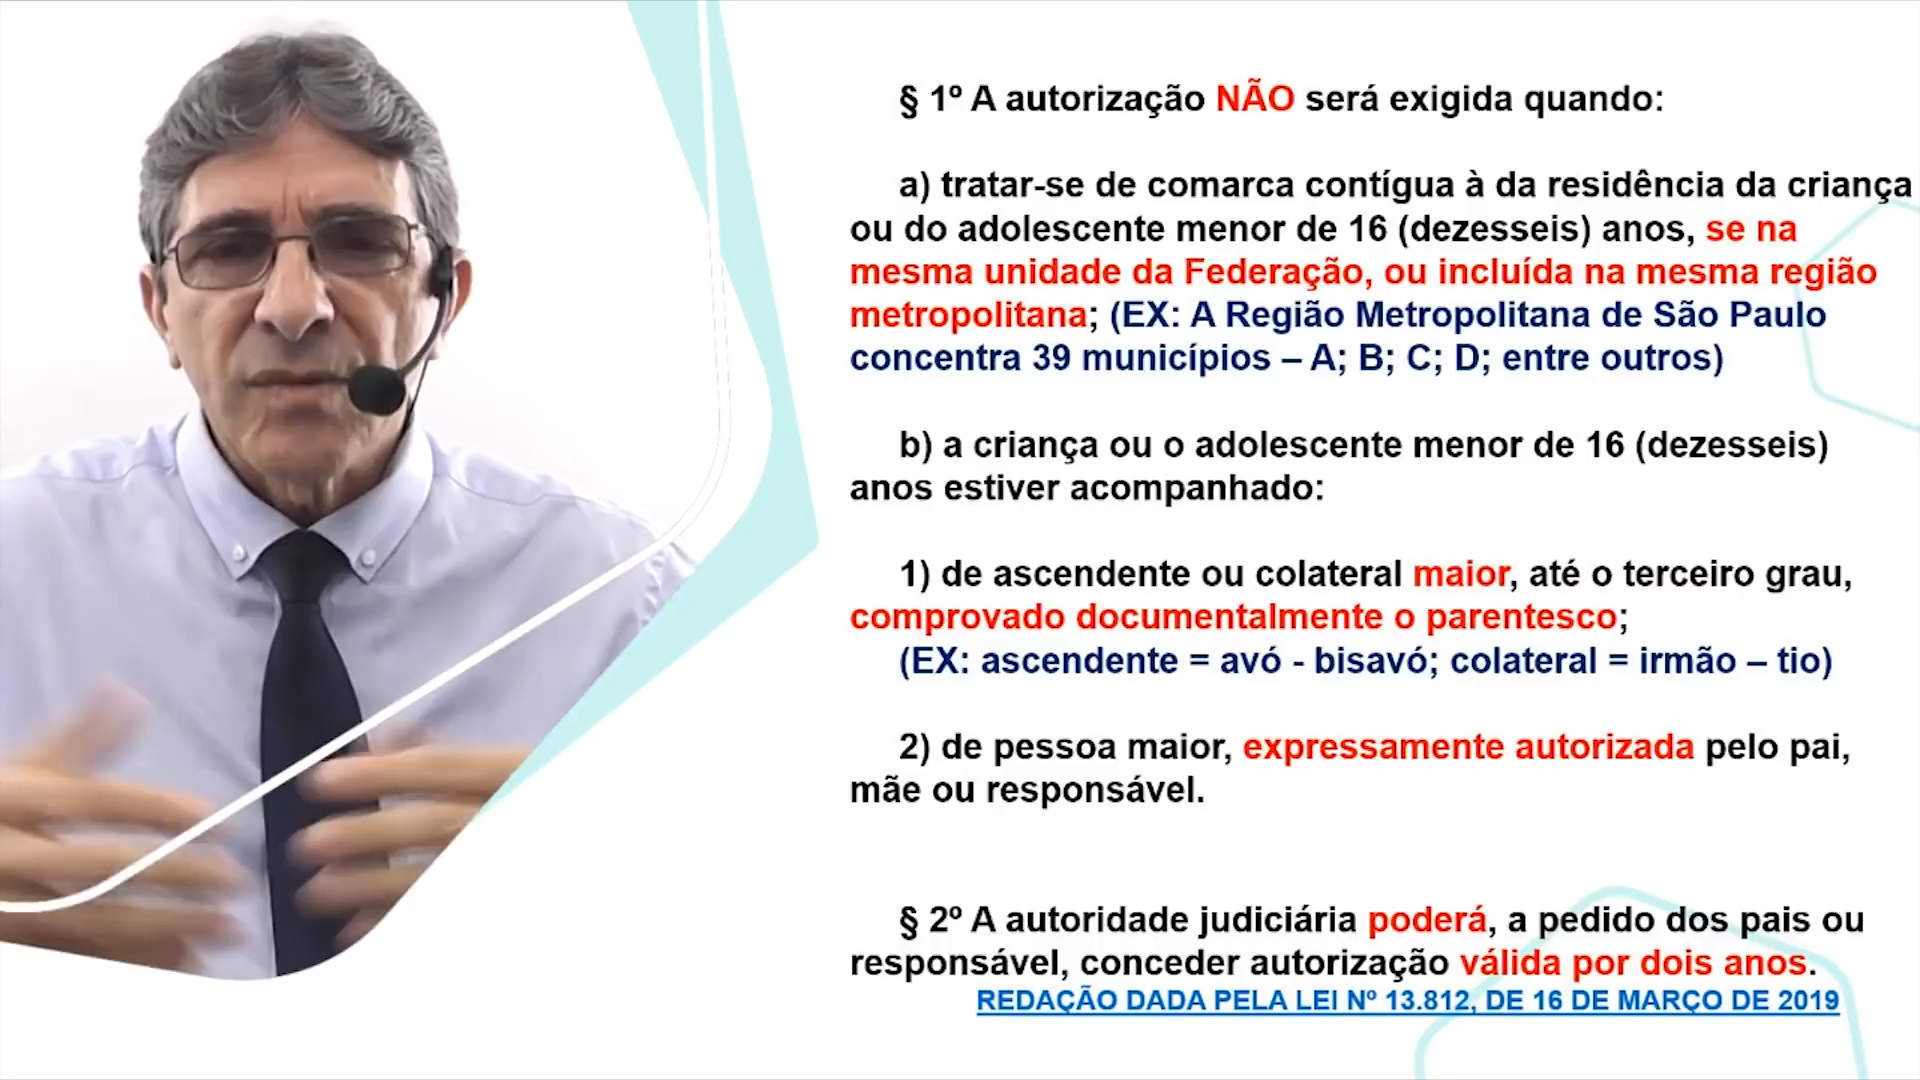 § 1º A autorização NÃO será exigida quando:
a) tratar-se de comarca contígua à da residência da criança
ou do adolescente menor de 16 (dezesseis) anos, se na
mesma unidade da Federação, ou incluída na mesma região
metropolitana; (EX: A Região Metropolitana de São Paulo
concentra 39 municípios – A; B; C; D; entre outros)
b) a criança ou o adolescente menor de 16 (dezesseis)
anos estiver acompanhado:
1) de ascendente ou colateral maior, até o terceiro grau,
comprovado documentalmente o parentesco;
(EX: ascendente = avó - bisavó; colateral = irmão – tio)
2) de pessoa maior, expressamente autorizada pelo pai,
mãe ou responsável.
§ 2º A autoridade judiciária poderá, a pedido dos pais ou
responsável, conceder autorização válida por dois anos.
REDAÇÃO DADA PELA LEI Nº 13.812, DE 16 DE MARÇO DE 2019